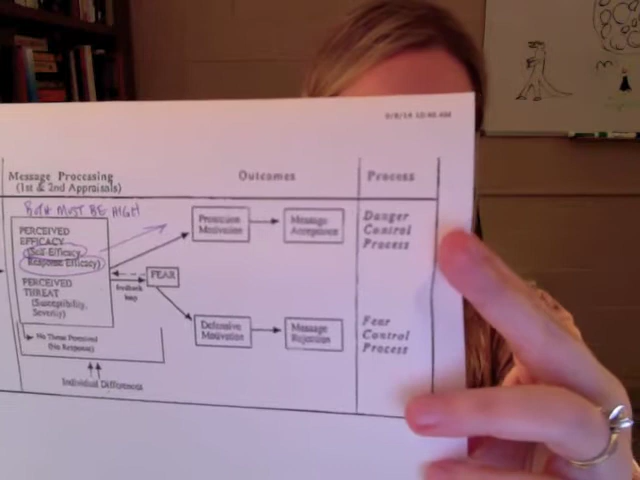 Message Processing
(1st & 2nd Appraisals)
Outcomes
Process
BOTH MUST BE HIGH
PERCEIVED
EFFICACY
(Self-Efficacy,
Response Efficacy)
PERCEIVED
THREAT
(Susceptibility,
Severity)
FEAR
feedback
loop
Protection
Motivation
Message
Acceptance
Danger
Control
Process
Defensive
Motivation
Message
Rejection
Fear
Control
Process
No Threat Perceived
(No Response)
Individual Differences